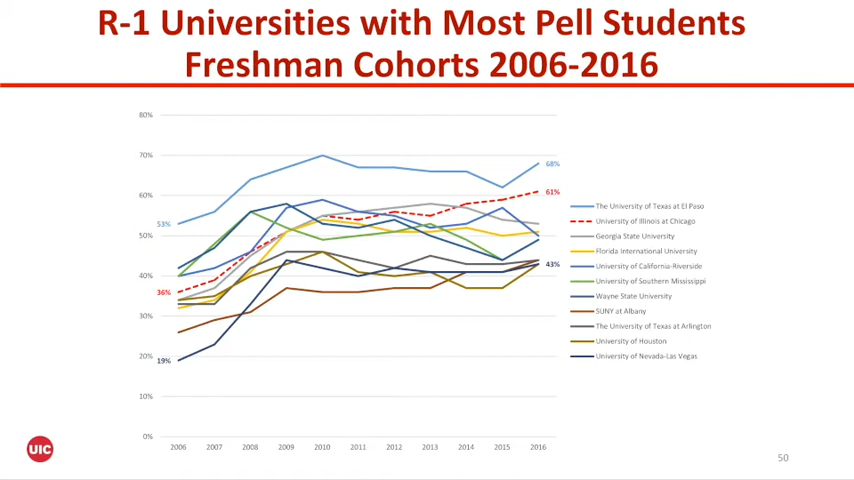 R-1 Universities with Most Pell Students
Freshman Cohorts 2006-2016
80%
70%
60%
50%
40%
30%
20%
10%
0%
53%
36%
19%
68%
61%
43%
2006 2007 2008 2009 2010 2011 2012 2013 2014 2015 2016
The University of Texas at El Paso
University of Illinois at Chicago
Georgia State University
Florida International University
University of California-Riverside
University of Southern Mississippi
Wayne State University
SUNY at Albany
The University of Texas at Arlington
University of Houston
University of Nevada-Las Vegas
UIC
50